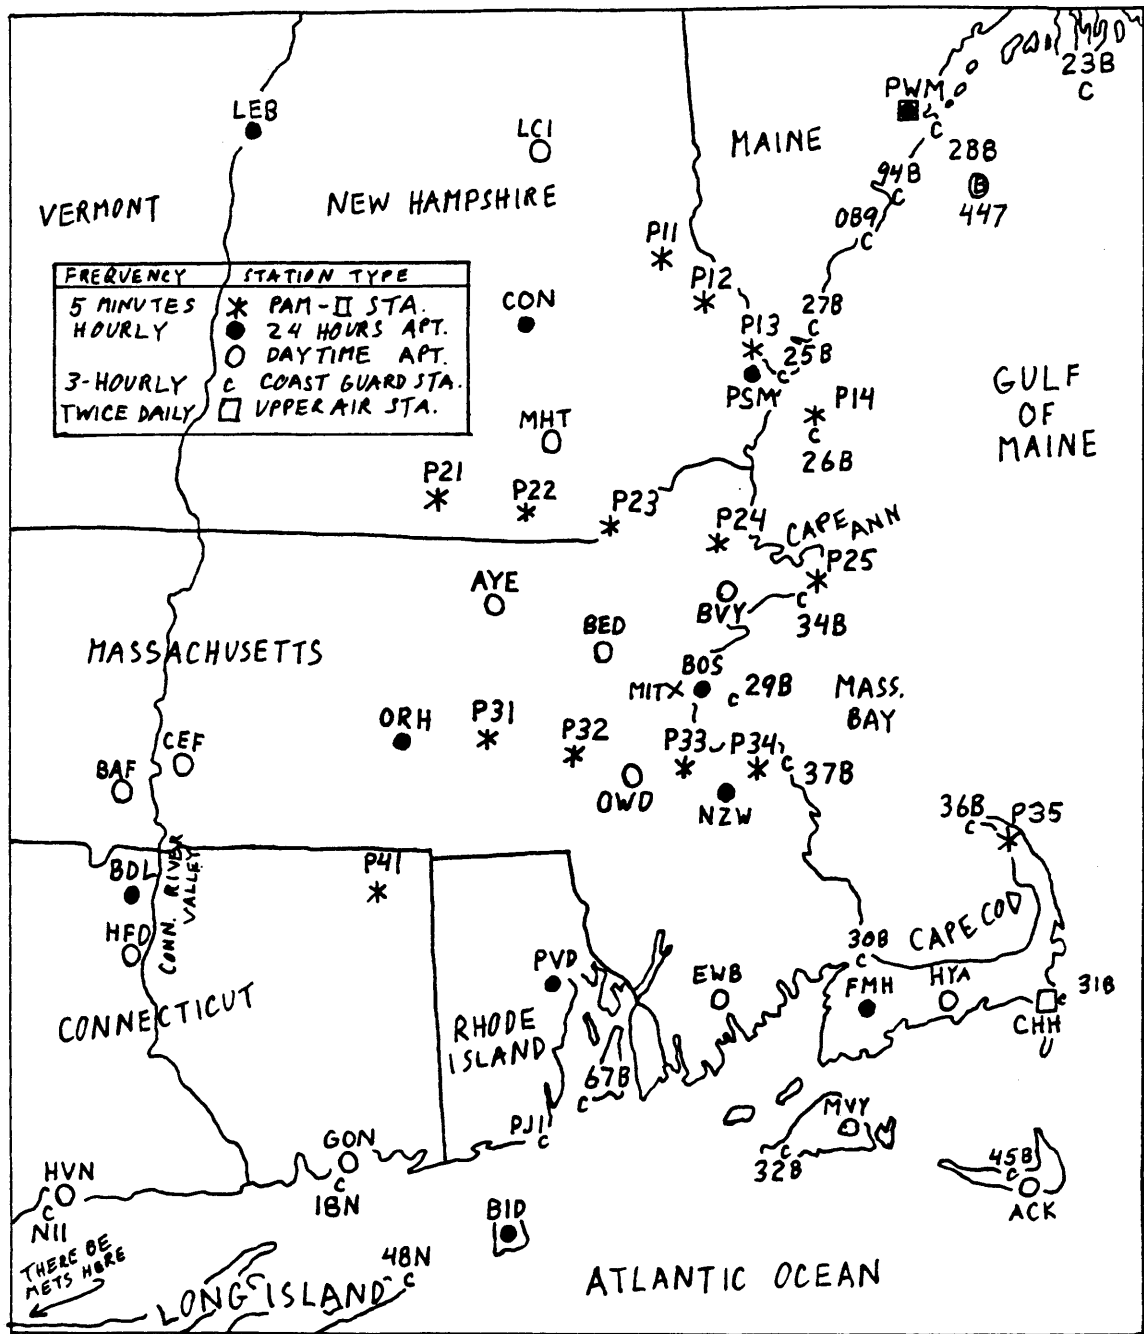 23B
C
PWM
LEB
LCI
MAINE
C
28B
94B
C
B
447
VERMONT
NEW HAMPSHIRE
0B9
C
P11
P12
FREQUENCY STATION TYPE
5 MINUTES PAM-II STA.
HOURLY 24 HOURS APT.
DAYTIME APT.
3-HOURLY C COAST GUARD STA.
TWICE DAILY UPPER AIR STA.
CON
27B
C
P13
25B
C
PSM
P14
C
26B
GULF
OF
MAINE
MHT
P21
P22
P23
P24
CAPE ANN
P25
AYE
BVY
C
34B
BED
MASSACHUSETTS
BOS
MITX
C 29B
MASS.
BAY
ORH
P31
P32
P33
P34
C
37B
CEF
BAF
OWD
NZW
36B
C
P35
BDL
CONN. RIVER
VALLEY
P41
HFD
CAPE COD
30B
C
PVD
EWB
FMH
HYA
C 31B
CHH
CONNECTICUT
RHODE
ISLAND
67B
C
PJ1
C
MVY
C
32B
GON
C
1BN
45B
C
ACK
HVN
C
N11
BID
THERE BE
METS HERE
48N
C
LONG ISLAND
ATLANTIC OCEAN